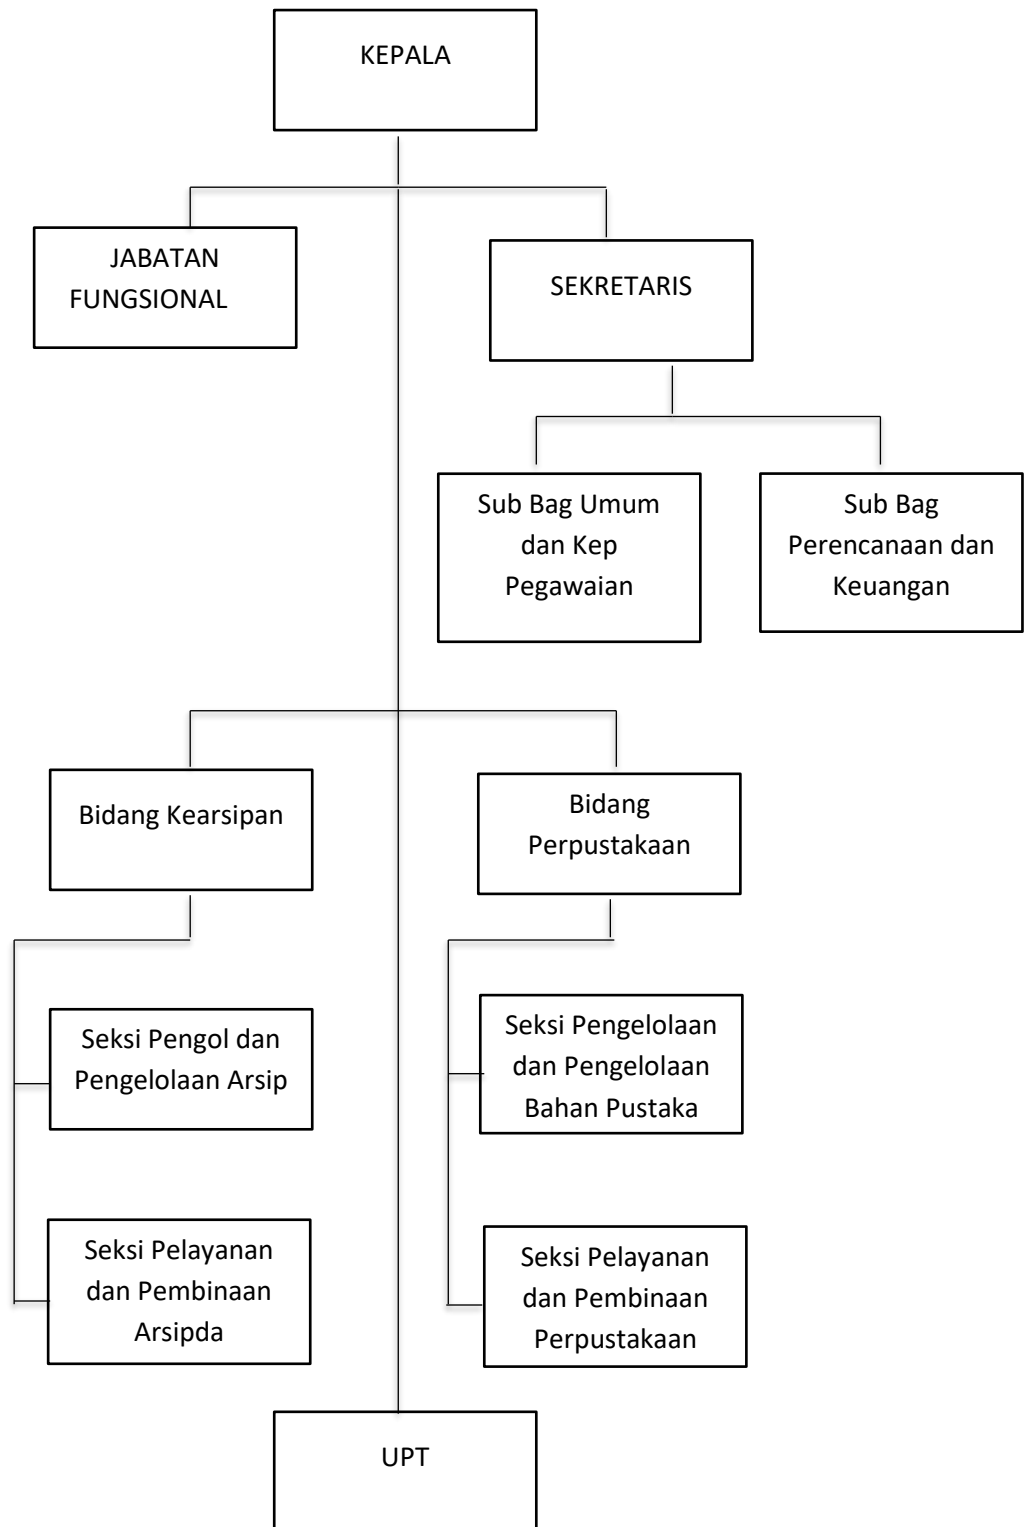 KEPALA
JABATAN
FUNGSIONAL
SEKRETARIS
Sub Bag Umum
dan Kep
Pegawaian
Sub Bag
Perencanaan dan
Keuangan
Bidang Kearsipan
Bidang
Perpustakaan
Seksi Pengol dan
Pengelolaan Arsip
Seksi Pengelolaan
dan Pengelolaan
Bahan Pustaka
Seksi Pelayanan
dan Pembinaan
Arsipda
Seksi Pelayanan
dan Pembinaan
Perpustakaan
UPT